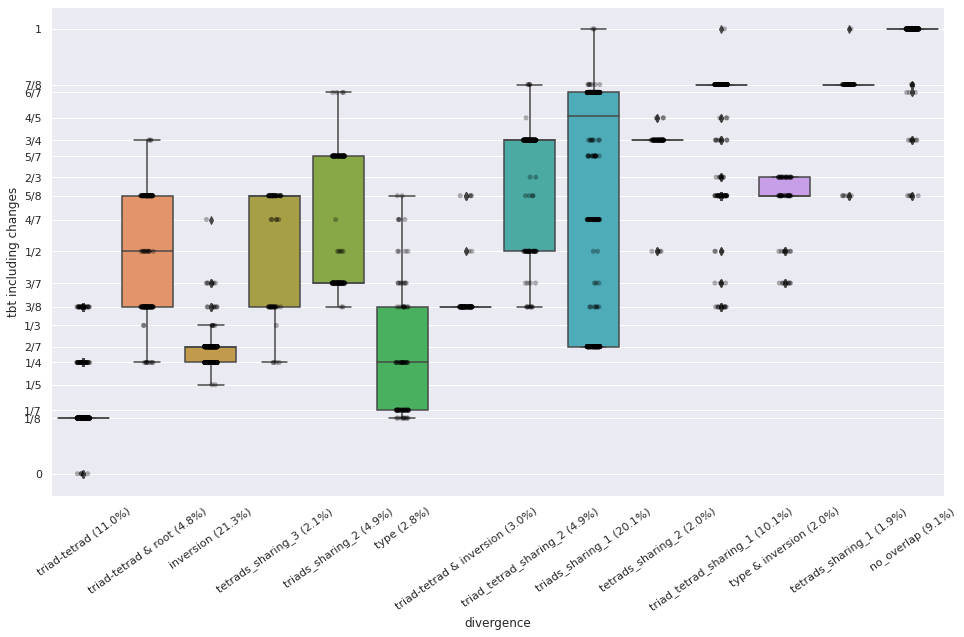 1
7/8
6/7
4/5
3/4
5/7
2/3
5/8
4/7
1/2
3/7
3/8
1/3
2/7
1/4
1/5
1/7
1/8
0
tbt including changes
triad-tetrad (11.0%)
triad-tetrad & root (4.8%)
inversion (21.3%)
tetrads_sharing_3 (2.1%)
triads_sharing_2 (4.9%)
type (2.8%)
triad-tetrad & inversion (3.0%)
triad_tetrad_sharing_2 (4.9%)
triads_sharing_1 (20.1%)
tetrads_sharing_2 (2.0%)
triad_tetrad_sharing_1 (10.1%)
type & inversion (2.0%)
tetrads_sharing_1 (1.9%)
no_overlap (9.1%)
divergence